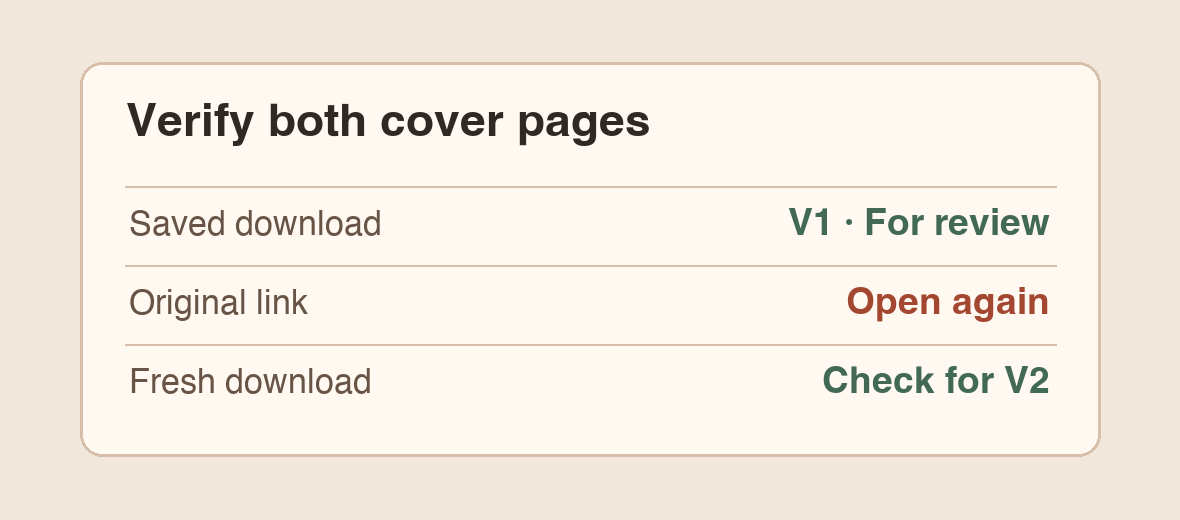 Verify both cover pages
Saved download V1 · For review
Original link Open again
Fresh download Check for V2